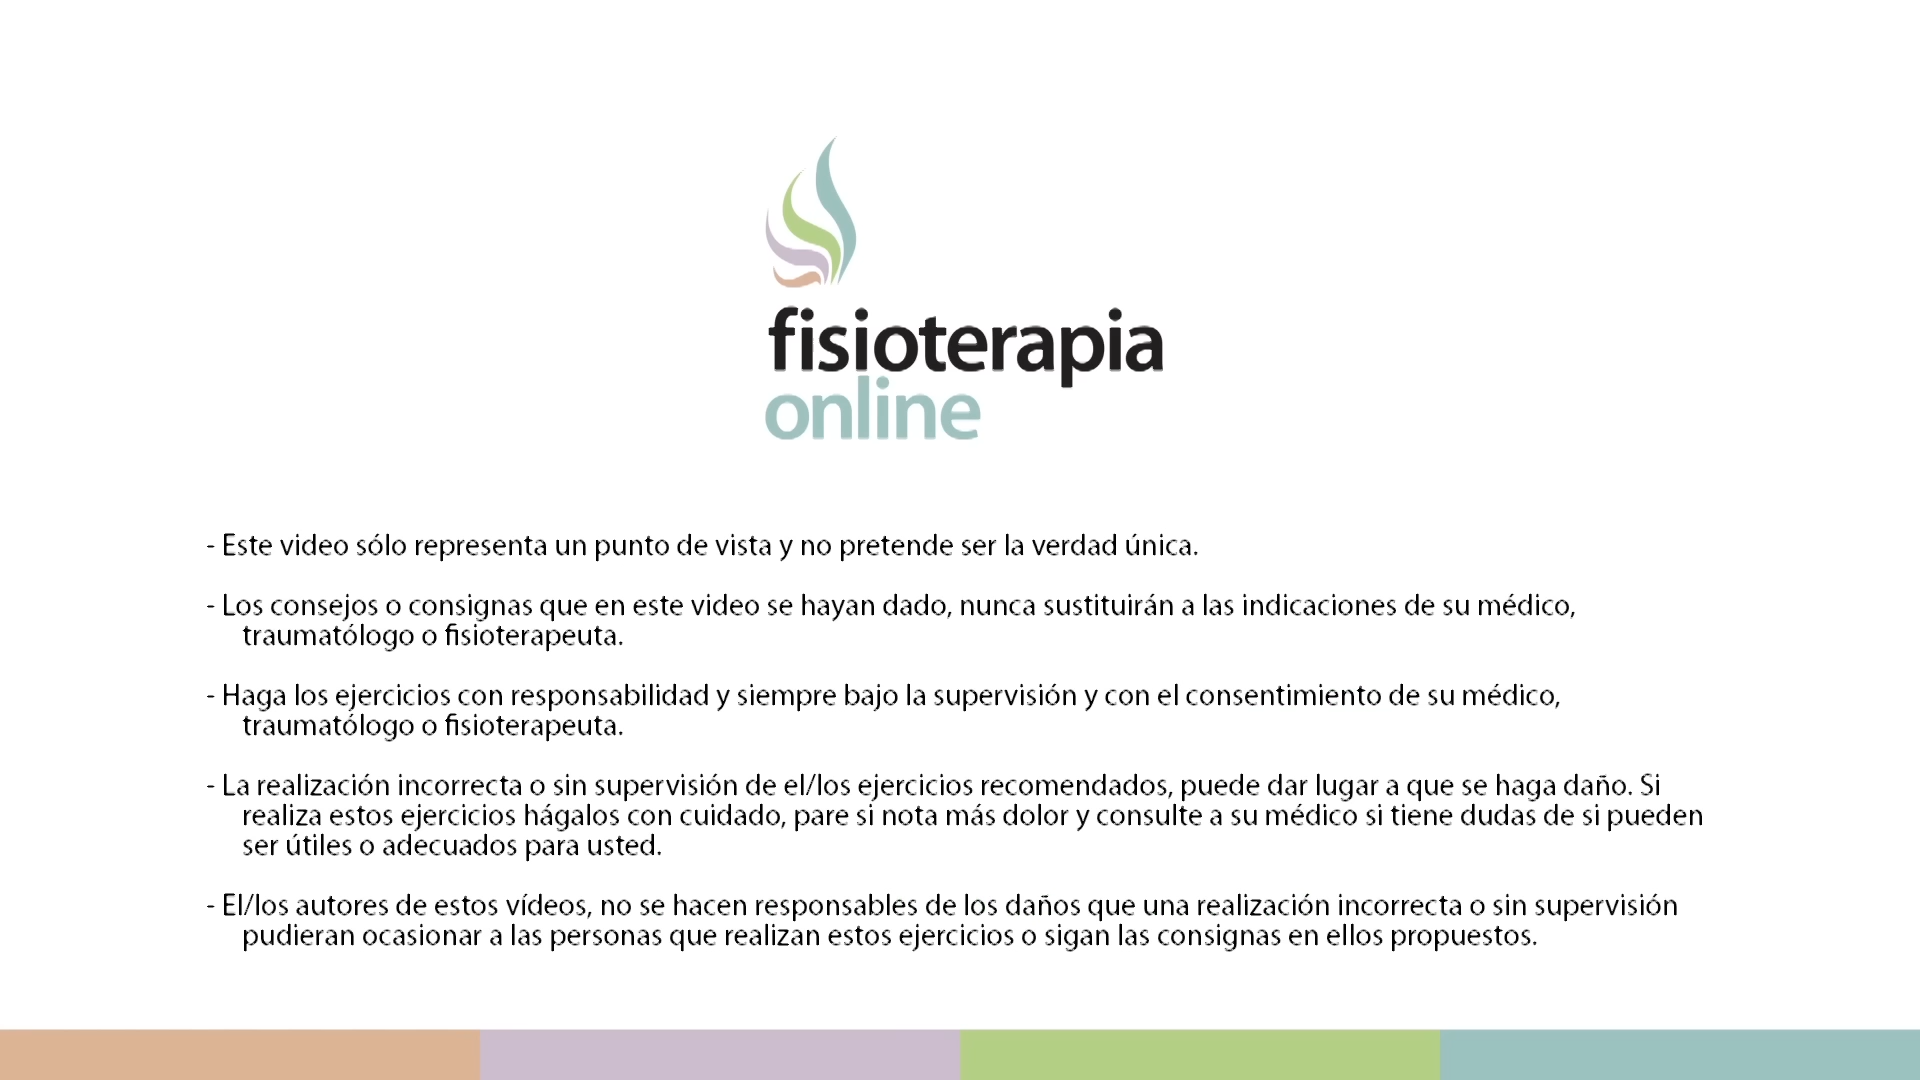 fisioterapia
online
- Este video sólo representa un punto de vista y no pretende ser la verdad única.
- Los consejos o consignas que en este video se hayan dado, nunca sustituirán a las indicaciones de su médico,
traumatólogo o fisioterapeuta.
- Haga los ejercicios con responsabilidad y siempre bajo la supervisión y con el consentimiento de su médico,
traumatólogo o fisioterapeuta.
- La realización incorrecta o sin supervisión de el/los ejercicios recomendados, puede dar lugar a que se haga daño. Si
realiza estos ejercicios hágalos con cuidado, pare si nota más dolor y consulte a su médico si tiene dudas de si pueden
ser útiles o adecuados para usted.
- El/los autores de estos vídeos, no se hacen responsables de los daños que una realización incorrecta o sin supervisión
pudieran ocasionar a las personas que realizan estos ejercicios o sigan las consignas en ellos propuestos.